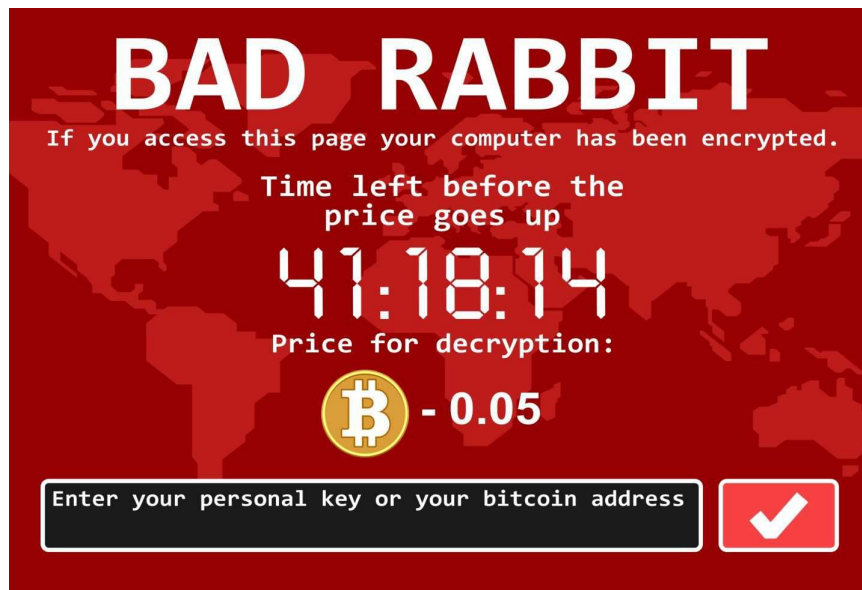 BAD RABBIT
If you access this page your computer has been encrypted.
Time left before the
price goes up
41:18:14
Price for decryption:
B - 0.05
Enter your personal key or your bitcoin address